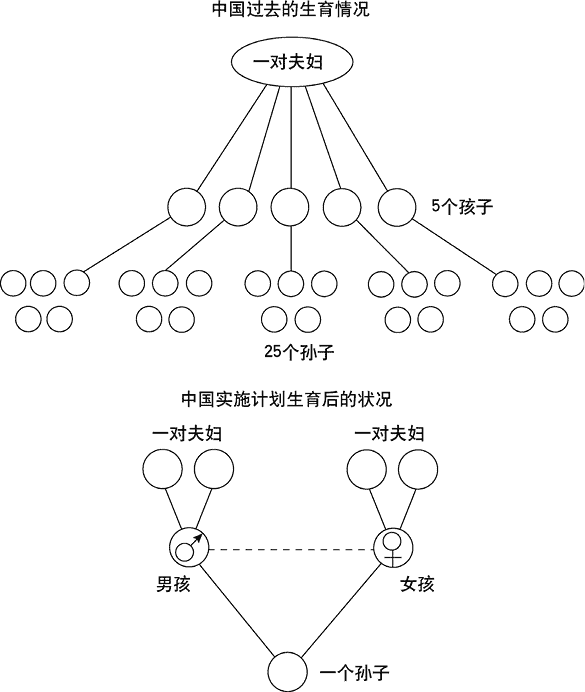 中国过去的生育情况
一对夫妇
5个孩子
25个孙子
中国实施计划生育后的状况
一对夫妇
一对夫妇
男孩
女孩
一个孙子